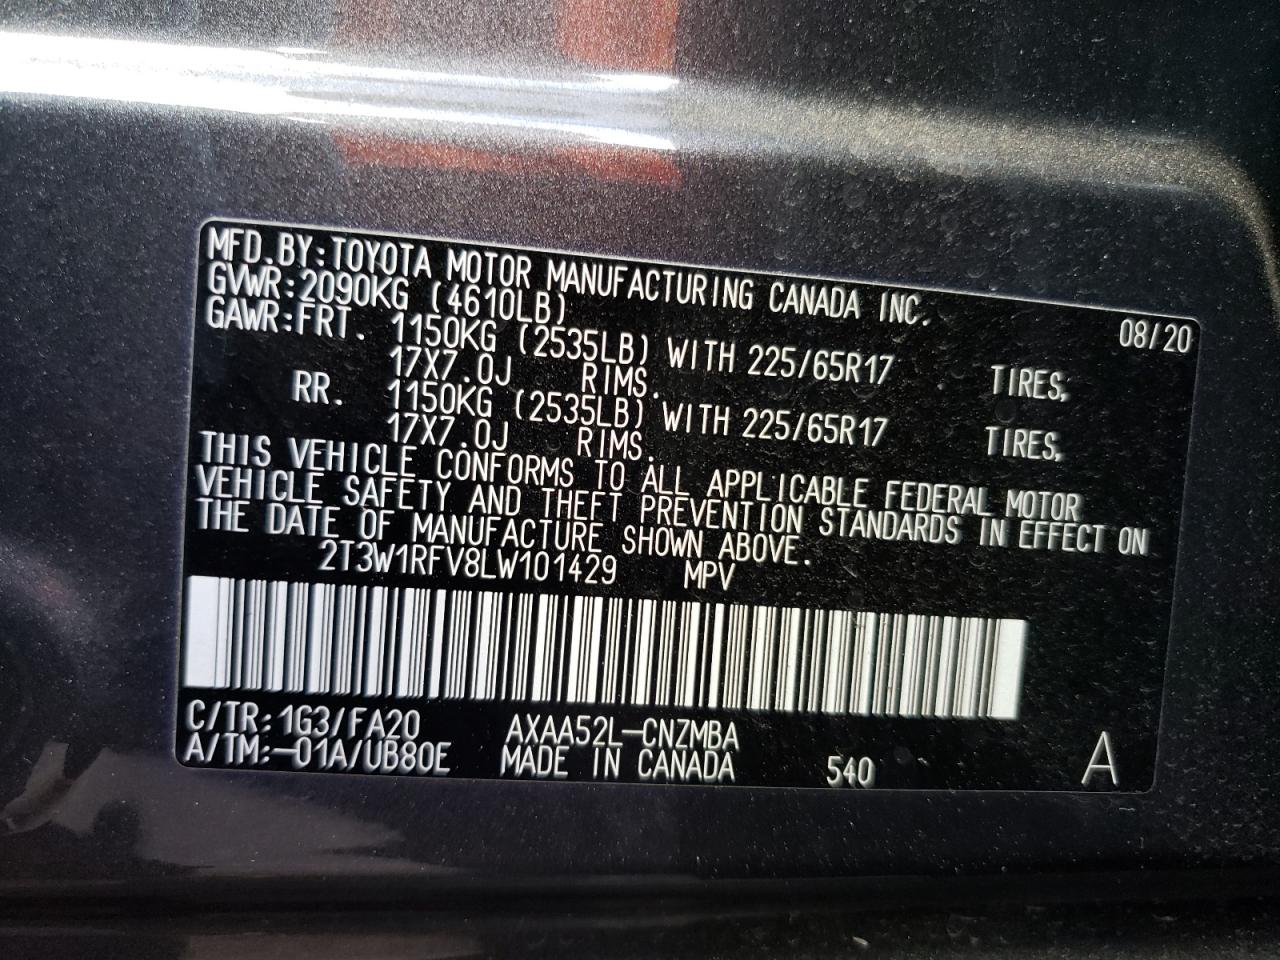 MFD.BY:TOYOTA MOTOR MANUFACTURING CANADA INC.
GVWR:2090KG (4610LB) 08/20
GAWR:FRT. 1150KG (2535LB) WITH 225/65R17 TIRES,
17X7.0J RIMS.
RR. 1150KG (2535LB) WITH 225/65R17 TIRES,
17X7.0J RIMS.
THIS VEHICLE CONFORMS TO ALL APPLICABLE FEDERAL MOTOR
VEHICLE SAFETY AND THEFT PREVENTION STANDARDS IN EFFECT ON
THE DATE OF MANUFACTURE SHOWN ABOVE.
2T3W1RFV8LW101429 MPV
C/TR:1G3/FA20 AXAA52L-CNZMBA
A/TM:-01A/UB80E MADE IN CANADA 540 A